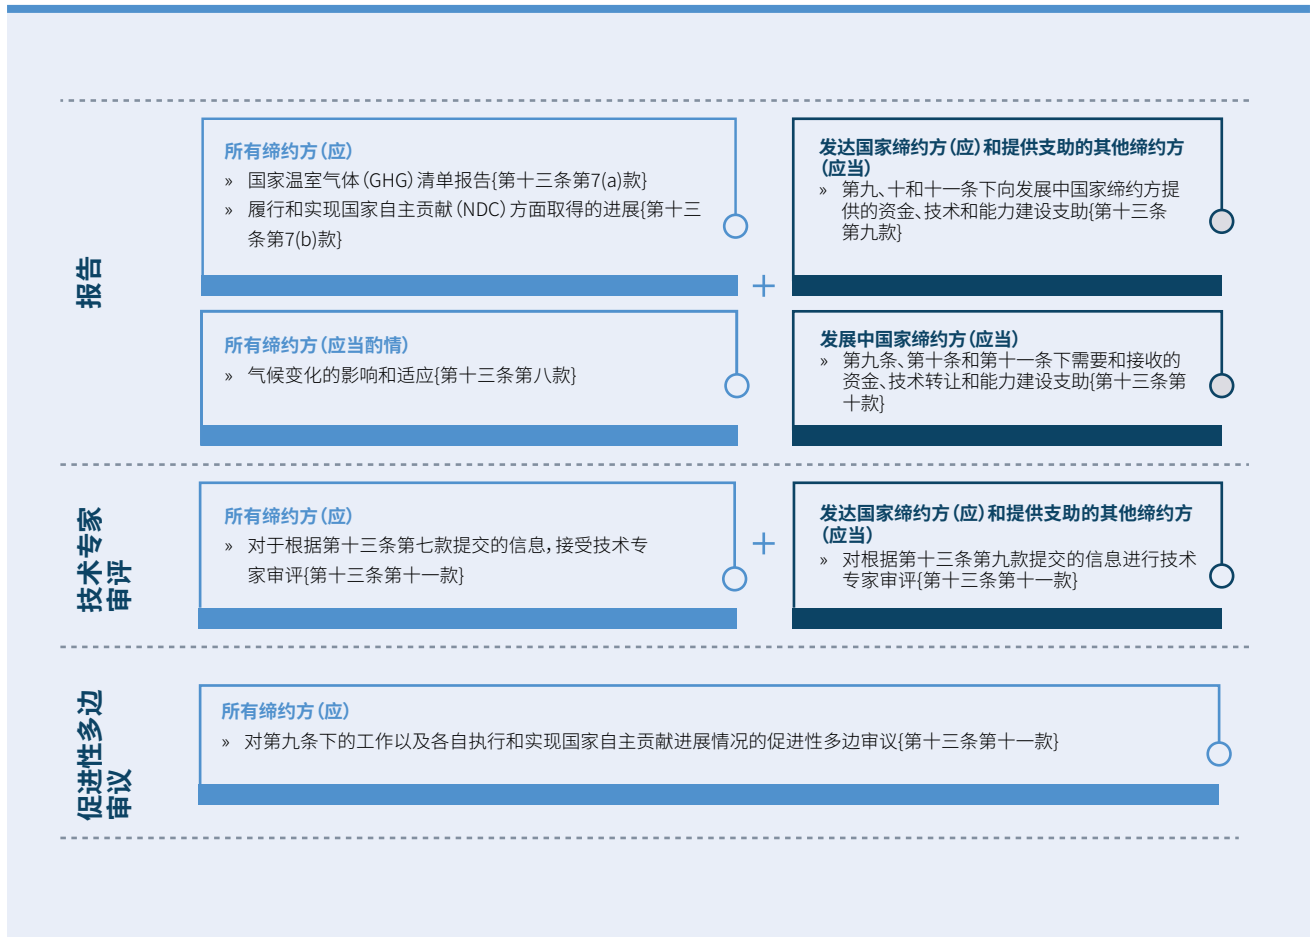 报告
所有缔约方（应）
» 国家温室气体（GHG）清单报告{第十三条第7(a)款}
» 履行和实现国家自主贡献（NDC）方面取得的进展{第十三
条第7(b)款}
+
发达国家缔约方（应）和提供支助的其他缔约方
（应当）
» 第九、十和十一条下向发展中国家缔约方提
供的资金、技术和能力建设支助{第十三条
第九款}
所有缔约方（应当酌情）
» 气候变化的影响和适应{第十三条第八款}
发展中国家缔约方（应当）
» 第九条、第十条和第十一条下需要和接收的
资金、技术转让和能力建设支助{第十三条第
十款}
技术专家
审评
所有缔约方（应）
» 对于根据第十三条第七款提交的信息，接受技术专
家审评{第十三条第十一款}
+
发达国家缔约方（应）和提供支助的其他缔约方
（应当）
» 对根据第十三条第九款提交的信息进行技术
专家审评{第十三条第十一款}
促进性多边
审议
所有缔约方（应）
» 对第九条下的工作以及各自执行和实现国家自主贡献进展情况的促进性多边审议{第十三条第十一款}